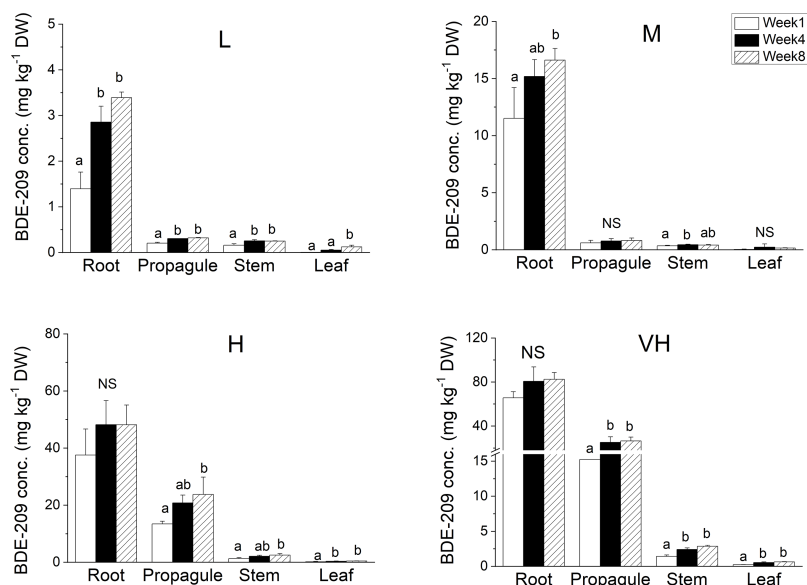 L
BDE-209 conc. (mg kg⁻¹ DW)
5
4
3
2
1
0
a b b
a b b
a b b
a a b
Root Propagule Stem Leaf
M
Week1
Week4
Week8
BDE-209 conc. (mg kg⁻¹ DW)
20
15
10
5
0
a ab b
NS
a b ab
NS
Root Propagule Stem Leaf
H
BDE-209 conc. (mg kg⁻¹ DW)
80
60
40
20
0
NS
a ab b
a ab b
a b b
Root Propagule Stem Leaf
VH
BDE-209 conc. (mg kg⁻¹ DW)
120
80
40
15
10
5
0
NS
a b b
a b b
a b b
Root Propagule Stem Leaf